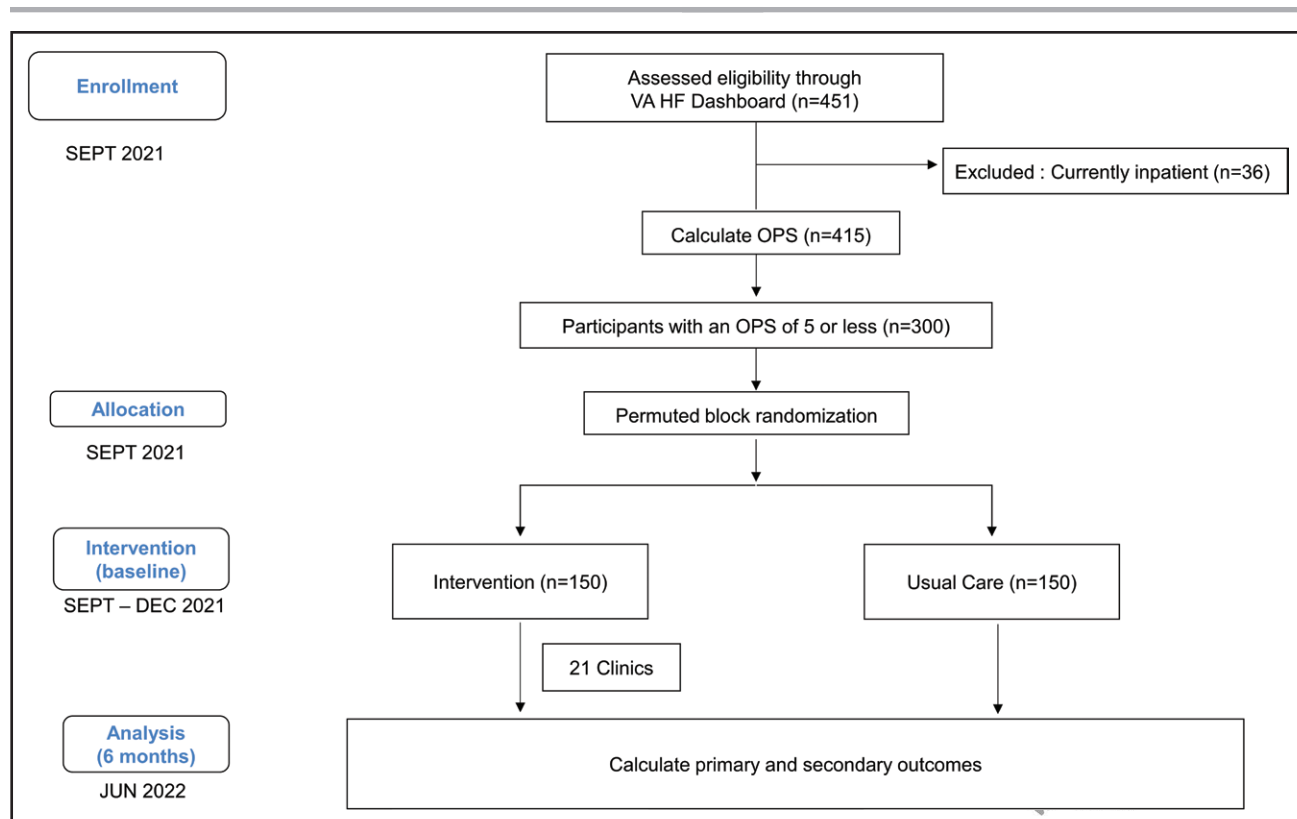 Enrollment
SEPT 2021
Assessed eligibility through
VA HF Dashboard (n=451)
Excluded : Currently inpatient (n=36)
Calculate OPS (n=415)
Participants with an OPS of 5 or less (n=300)
Allocation
SEPT 2021
Permuted block randomization
Intervention
(baseline)
SEPT – DEC 2021
Intervention (n=150)
Usual Care (n=150)
21 Clinics
Analysis
(6 months)
JUN 2022
Calculate primary and secondary outcomes